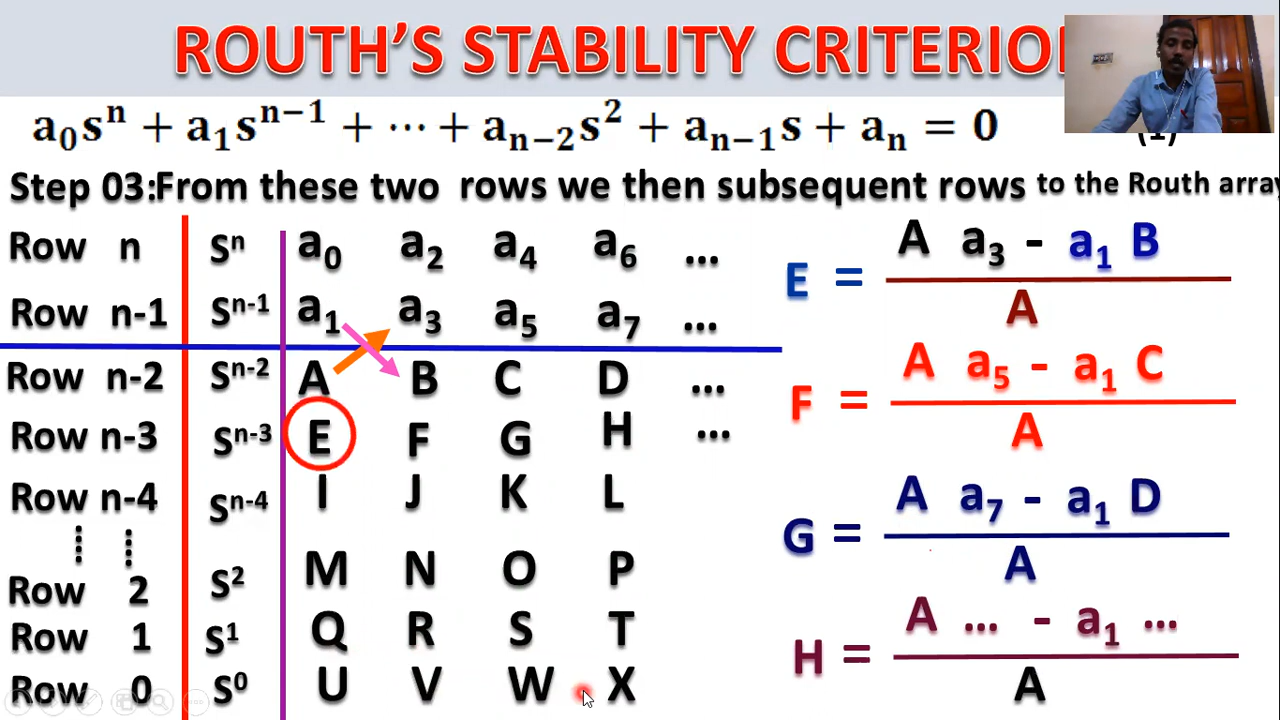 ROUTH'S STABILITY CRITERIO
a₀sⁿ + a₁sⁿ⁻¹ + ⋯ + aₙ₋₂s² + aₙ₋₁s + aₙ = 0 (1)
Step 03:From these two rows we then subsequent rows to the Routh array
Row n Sⁿ a₀ a₂ a₄ a₆ ...
Row n-1 Sⁿ⁻¹ a₁ a₃ a₅ a₇ ...
Row n-2 Sⁿ⁻² A B C D ...
Row n-3 Sⁿ⁻³ E F G H ...
Row n-4 Sⁿ⁻⁴ I J K L
Row 2 S² M N O P
Row 1 S¹ Q R S T
Row 0 S⁰ U V W X
A a₃ - a₁ B
E =
A
A a₅ - a₁ C
F =
A
A a₇ - a₁ D
G =
A
A ... - a₁ ...
H =
A